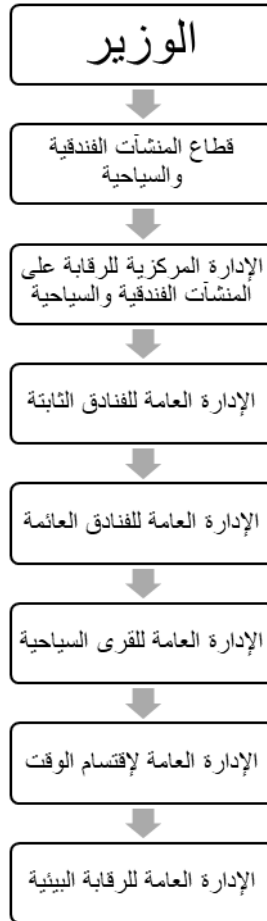 الوزير
قطاع المنشآت الفندقية
والسياحية
الإدارة المركزية للرقابة على
المنشآت الفندقية والسياحية
الإدارة العامة للفنادق الثابتة
الإدارة العامة للفنادق العائمة
الإدارة العامة للقرى السياحية
الإدارة العامة لإقتسام الوقت
الإدارة العامة للرقابة البيئية